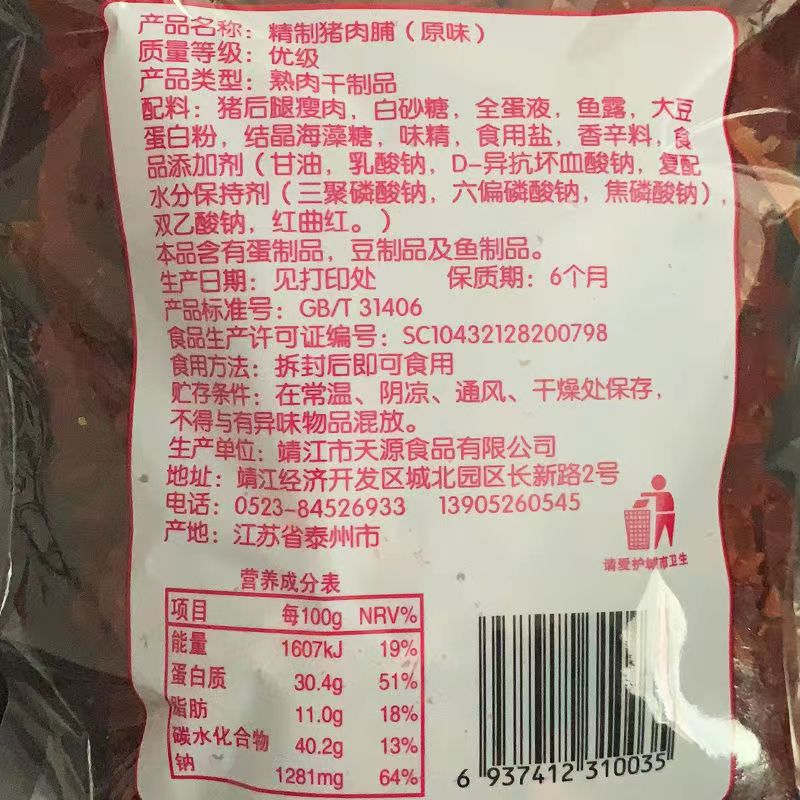 产品名称：精制猪肉脯（原味）
质量等级：优级
产品类型：熟肉干制品
配料：猪后腿瘦肉，白砂糖，全蛋液，鱼露，大豆
蛋白粉，结晶海藻糖，味精，食用盐，香辛料，食
品添加剂（甘油，乳酸钠，D-异抗坏血酸钠，复配
水分保持剂（三聚磷酸钠，六偏磷酸钠，焦磷酸钠），
双乙酸钠，红曲红。）
本品含有蛋制品，豆制品及鱼制品。
生产日期：见打印处 保质期：6个月
产品标准号：GB/T 31406
食品生产许可证编号：SC10432128200798
食用方法：拆封后即可食用
贮存条件：在常温、阴凉、通风、干燥处保存，
不得与有异味物品混放。
生产单位：靖江市天源食品有限公司
地址：靖江经济开发区城北园区长新路2号
电话：0523-84526933 13905260545
产地：江苏省泰州市
请爱护城市卫生
营养成分表
项目 每100g NRV%
能量 1607kJ 19%
蛋白质 30.4g 51%
脂肪 11.0g 18%
碳水化合物 40.2g 13%
钠 1281mg 64%
6 937412 310035